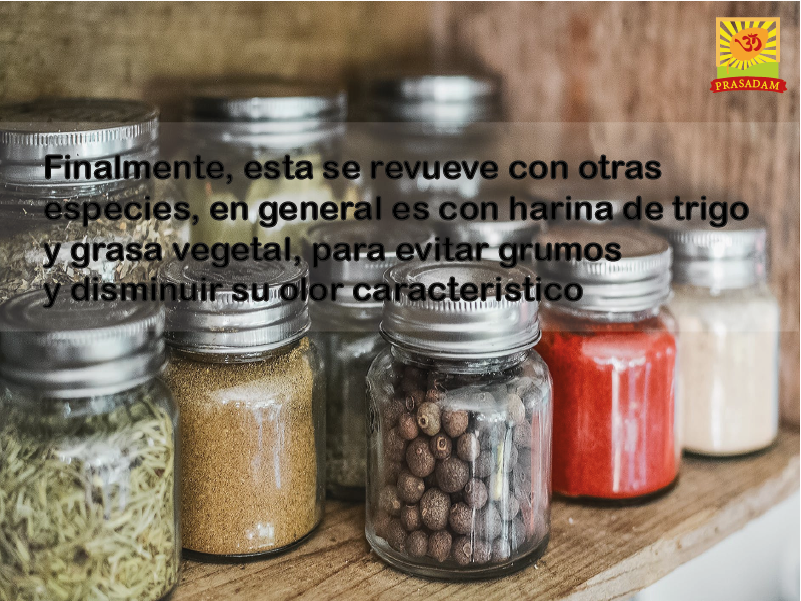 ॐ
PRASADAM
Finalmente, esta se revueve con otras
especies, en general es con harina de trigo
y grasa vegetal, para evitar grumos
y disminuir su olor caracteristico